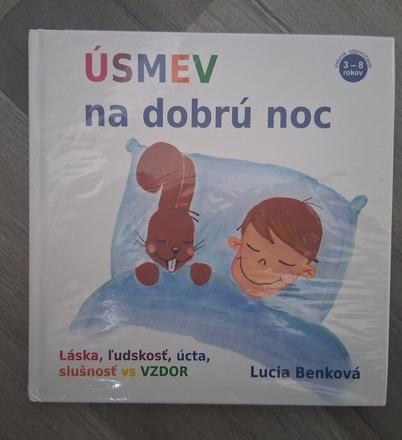 ÚSMEV
na dobrú noc
3 – 8
rokov
Láska, ľudskosť, úcta,
slušnosť vs VZDOR
Lucia Benková